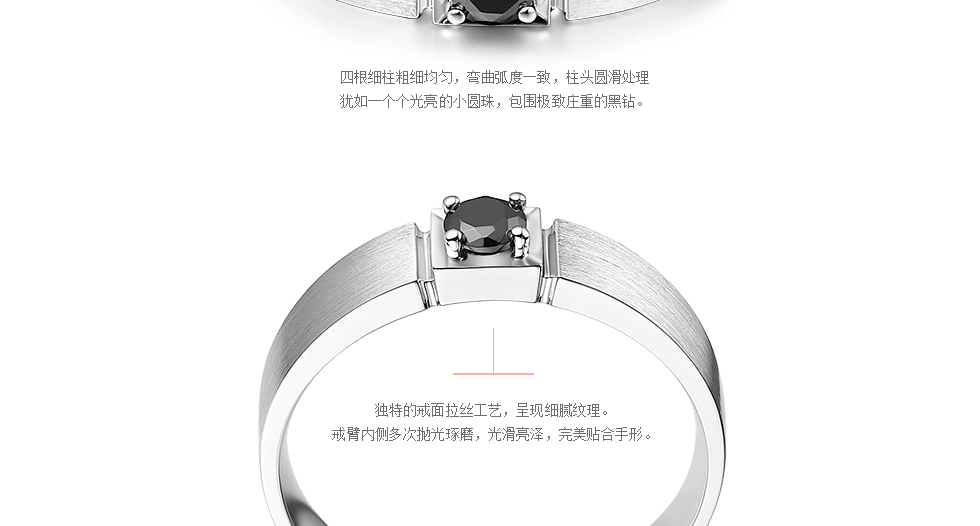 四根细柱粗细均匀，弯曲弧度一致，柱头圆滑处理
犹如一个个光亮的小圆珠，包围极致庄重的黑钻。
独特的戒面拉丝工艺，呈现细腻纹理。
戒臂内侧多次抛光琢磨，光滑亮泽，完美贴合手形。